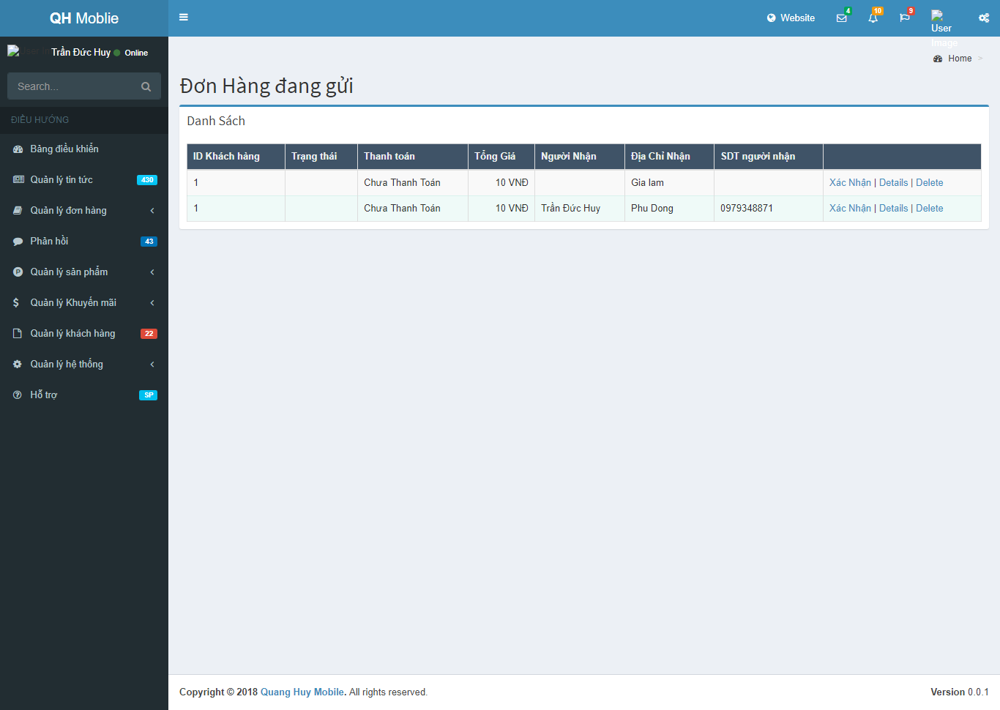 QH Moblie
Website
4
10
9
User Image
Trần Đức Huy Online
Search...
ĐIỀU HƯỚNG
Bảng điều khiển
Quản lý tin tức 430
Quản lý đơn hàng
Phản hồi 43
Quản lý sản phẩm
Quản lý Khuyến mãi
Quản lý khách hàng 22
Quản lý hệ thống
Hỗ trợ SP
Home >
Đơn Hàng đang gửi
Danh Sách
ID Khách hàng Trạng thái Thanh toán Tổng Giá Người Nhận Địa Chỉ Nhận SDT người nhận
1 Chưa Thanh Toán 10 VNĐ Gia lam Xác Nhận | Details | Delete
1 Chưa Thanh Toán 10 VNĐ Trần Đức Huy Phu Dong 0979348871 Xác Nhận | Details | Delete
Copyright © 2018 Quang Huy Mobile. All rights reserved.
Version 0.0.1